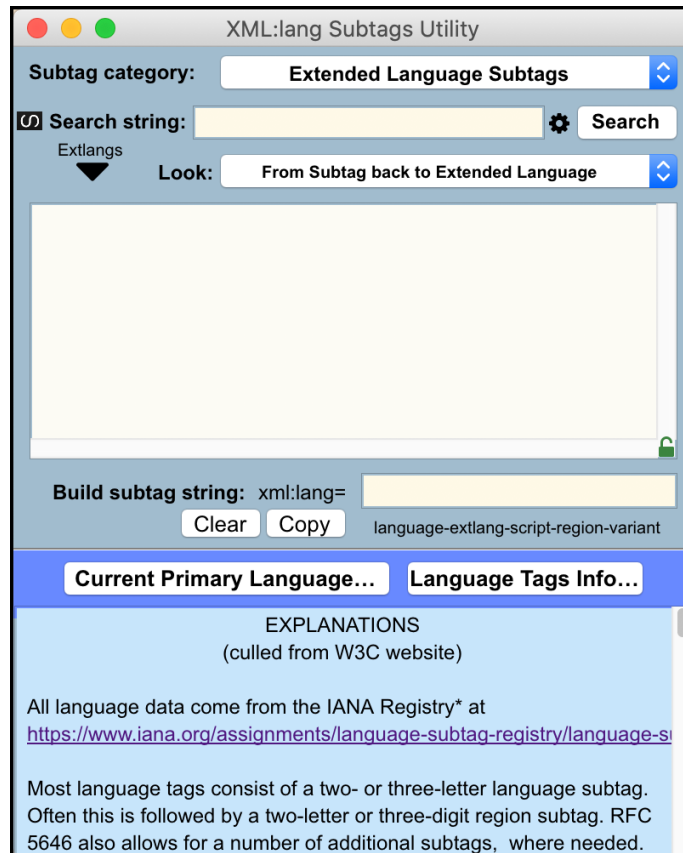 XML:lang Subtags Utility
Subtag category: Extended Language Subtags
Search string: Search
Extlangs
Look: From Subtag back to Extended Language
Build subtag string: xml:lang=
Clear Copy language-extlang-script-region-variant
Current Primary Language... Language Tags Info...
EXPLANATIONS
(culled from W3C website)
All language data come from the IANA Registry* at
https://www.iana.org/assignments/language-subtag-registry/language-su
Most language tags consist of a two- or three-letter language subtag.
Often this is followed by a two-letter or three-digit region subtag. RFC
5646 also allows for a number of additional subtags,  where needed.